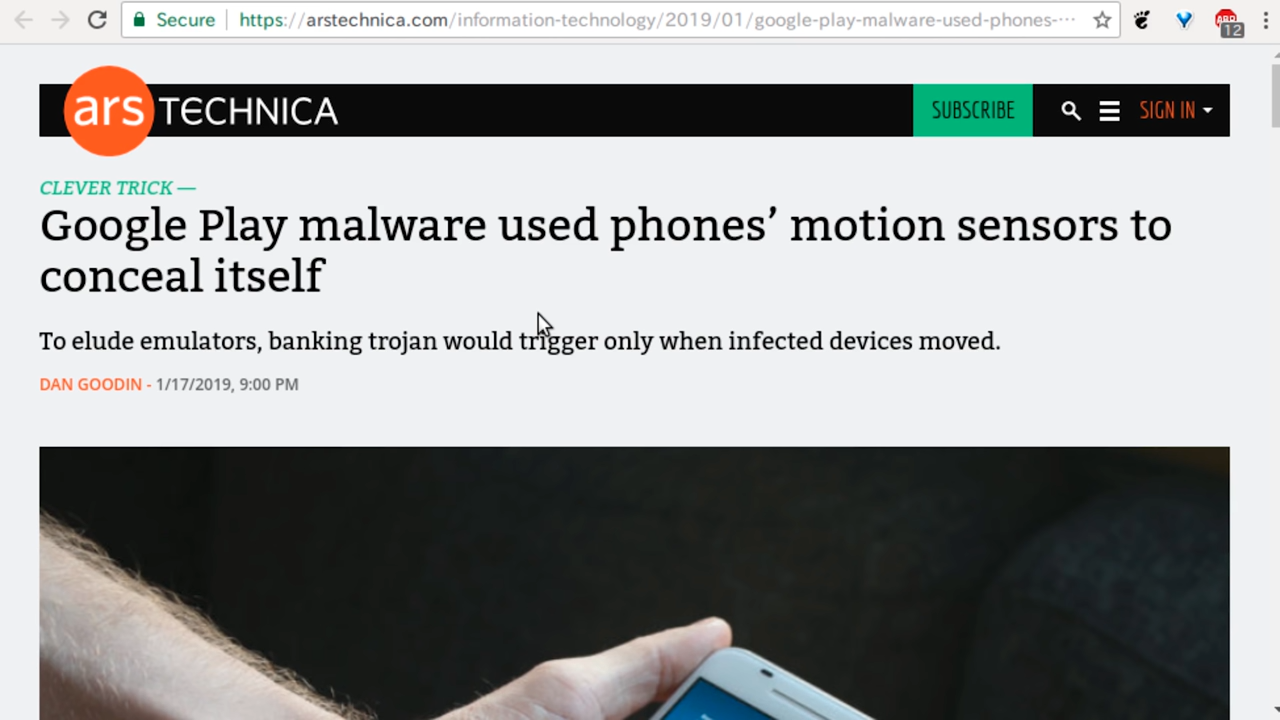 Secure https://arstechnica.com/information-technology/2019/01/google-play-malware-used-phones-···
12
ars TECHNICA
SUBSCRIBE
SIGN IN
CLEVER TRICK —
Google Play malware used phones’ motion sensors to
conceal itself
To elude emulators, banking trojan would trigger only when infected devices moved.
DAN GOODIN - 1/17/2019, 9:00 PM